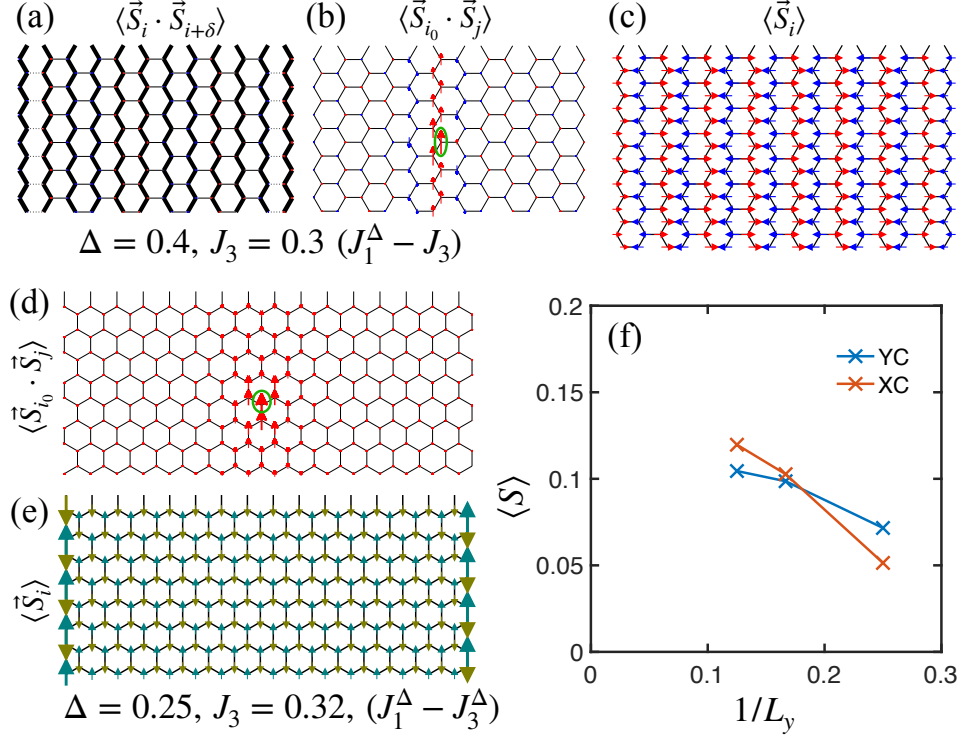 (a) ⟨S⃗ᵢ · S⃗ᵢ₊δ⟩
(b) ⟨S⃗ᵢ₀ · S⃗ⱼ⟩
(c) ⟨S⃗ᵢ⟩
Δ = 0.4, J₃ = 0.3 (J₁^Δ − J₃)
(d)
⟨S⃗ᵢ₀ · S⃗ⱼ⟩
(e)
⟨S⃗ᵢ⟩
Δ = 0.25, J₃ = 0.32, (J₁^Δ − J₃^Δ)
(f)
YC
XC
⟨S⟩
0.2
0.15
0.1
0.05
0
0 0.1 0.2 0.3
1/L_y